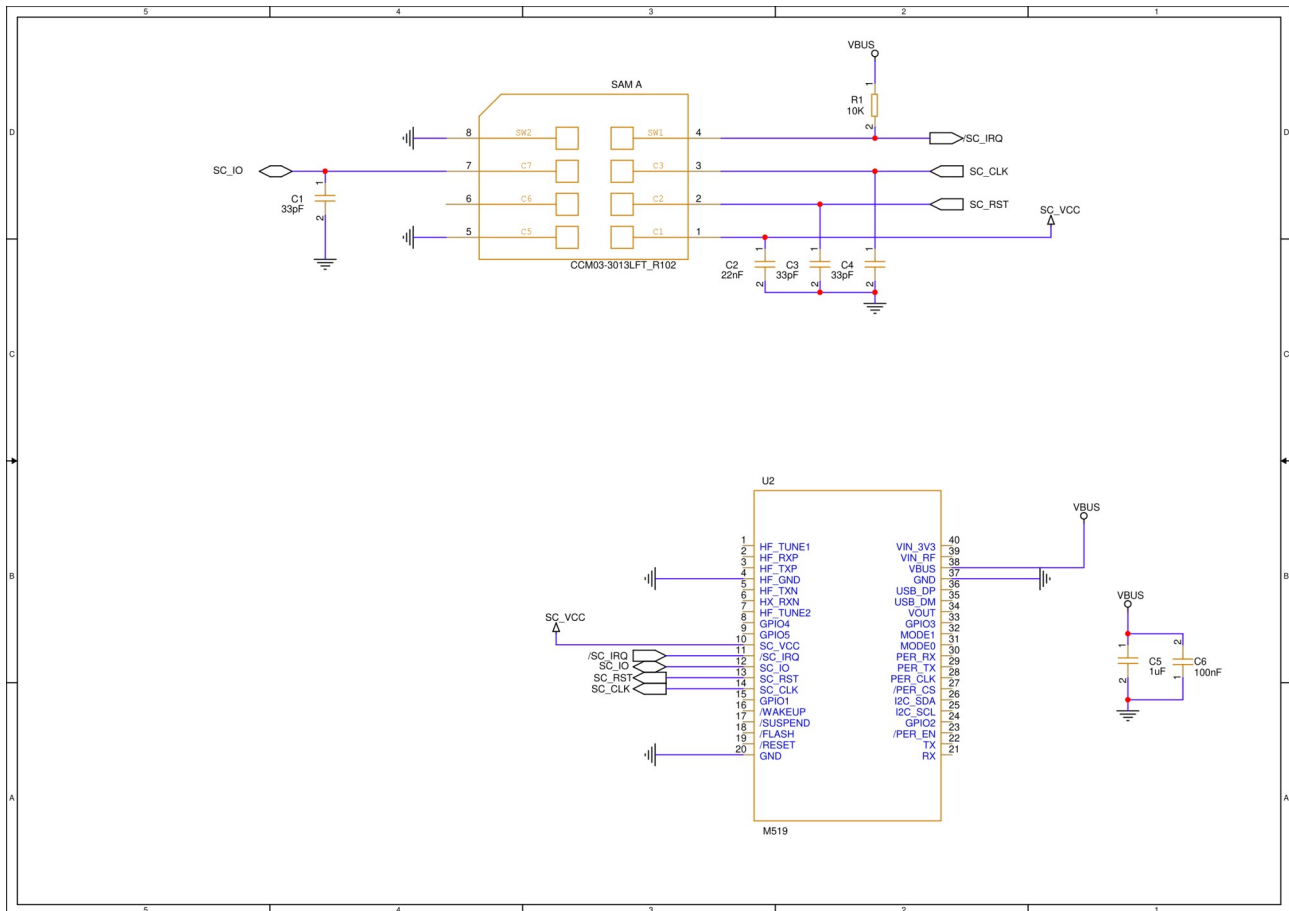 5 4 3 2 1
D
C
B
A
D
C
B
A
VBUS
SAM A
1
R1
10K
2
8 SW2 SW1 4
/SC_IRQ
SC_IO
7 C7 C3 3
SC_CLK
1
C1
33pF
2
6 C6 C2 2
SC_RST
SC_VCC
5 C5 C1 1
CCM03-3013LFT_R102
1 1 1
C2 C3 C4
22nF 33pF 33pF
2 2 2
U2
VBUS
1 HF_TUNE1 VIN_3V3 40
2 HF_RXP VIN_RF 39
3 HF_TXP VBUS 38
4 HF_GND GND 37
5 HF_TXN USB_DP 36
6 HX_RXN USB_DM 35
7 HF_TUNE2 VOUT 34
8 GPIO4 GPIO3 33
9 GPIO5 MODE1 32
SC_VCC
10 SC_VCC MODE0 31
/SC_IRQ 11 /SC_IRQ PER_RX 30
SC_IO 12 SC_IO PER_TX 29
SC_RST 13 SC_RST PER_CLK 28
SC_CLK 14 SC_CLK /PER_CS 27
15 GPIO1 I2C_SDA 26
16 /WAKEUP I2C_SCL 25
17 /SUSPEND GPIO2 24
18 /FLASH /PER_EN 23
19 /RESET TX 22
20 GND RX 21
M519
VBUS
1 2
C5 C6
1uF 100nF
2 1
5 4 3 2 1